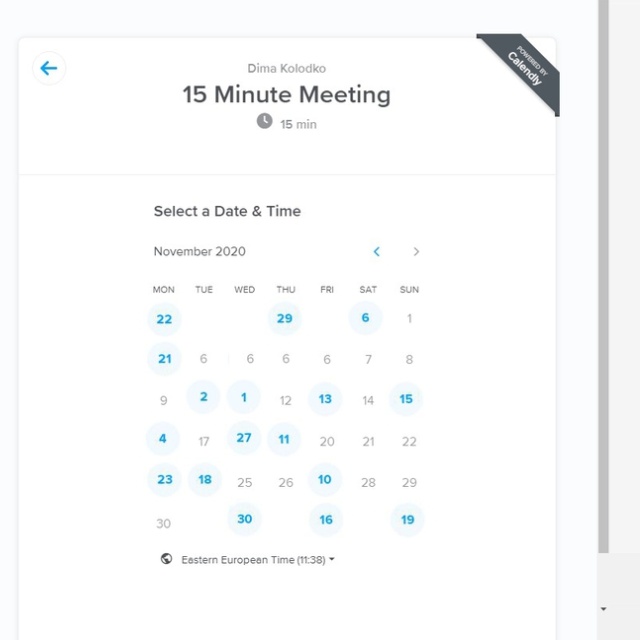 POWERED BY
Calendly
Dima Kolodko
15 Minute Meeting
15 min
Select a Date & Time
November 2020
MON TUE WED THU FRI SAT SUN
22 29 6 1
21 6 6 6 6 7 8
9 2 1 12 13 14 15
4 17 27 11 20 21 22
23 18 25 26 10 28 29
30 30 16 19
Eastern European Time (11:38)